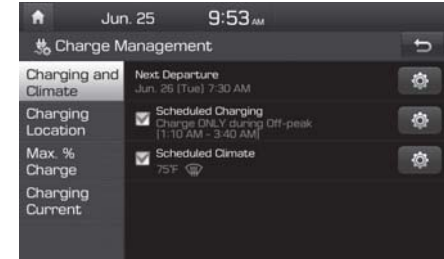 Jun. 25 9:53 AM
Charge Management
Charging and Climate
Next Departure
Jun. 26 [Tue] 7:30 AM
Charging Location
Scheduled Charging
Charge ONLY during Off-peak
[1:10 AM - 3:40 AM]
Max. % Charge
Scheduled Climate
75°F
Charging Current